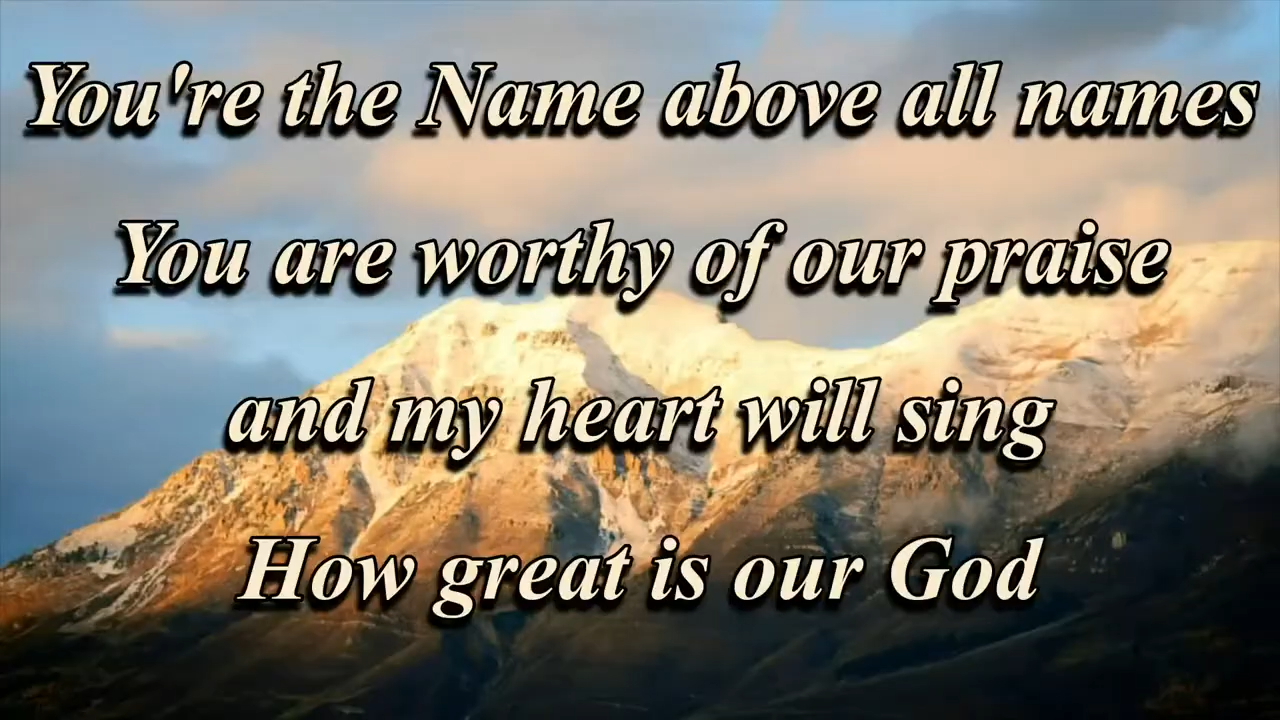 You're the Name above all names
You are worthy of our praise
and my heart will sing
How great is our God